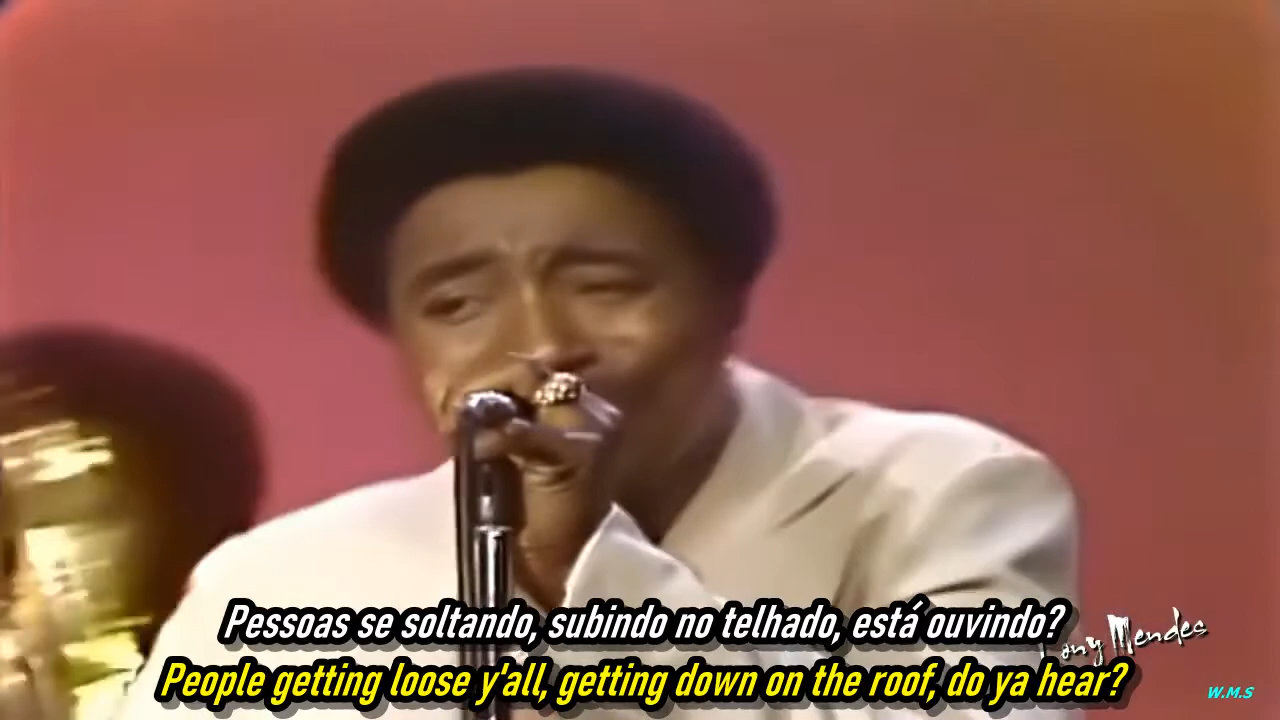 Pessoas se soltando, subindo no telhado, está ouvindo?
Tony Mendes
People getting loose y'all, getting down on the roof, do ya hear?
W.M.S